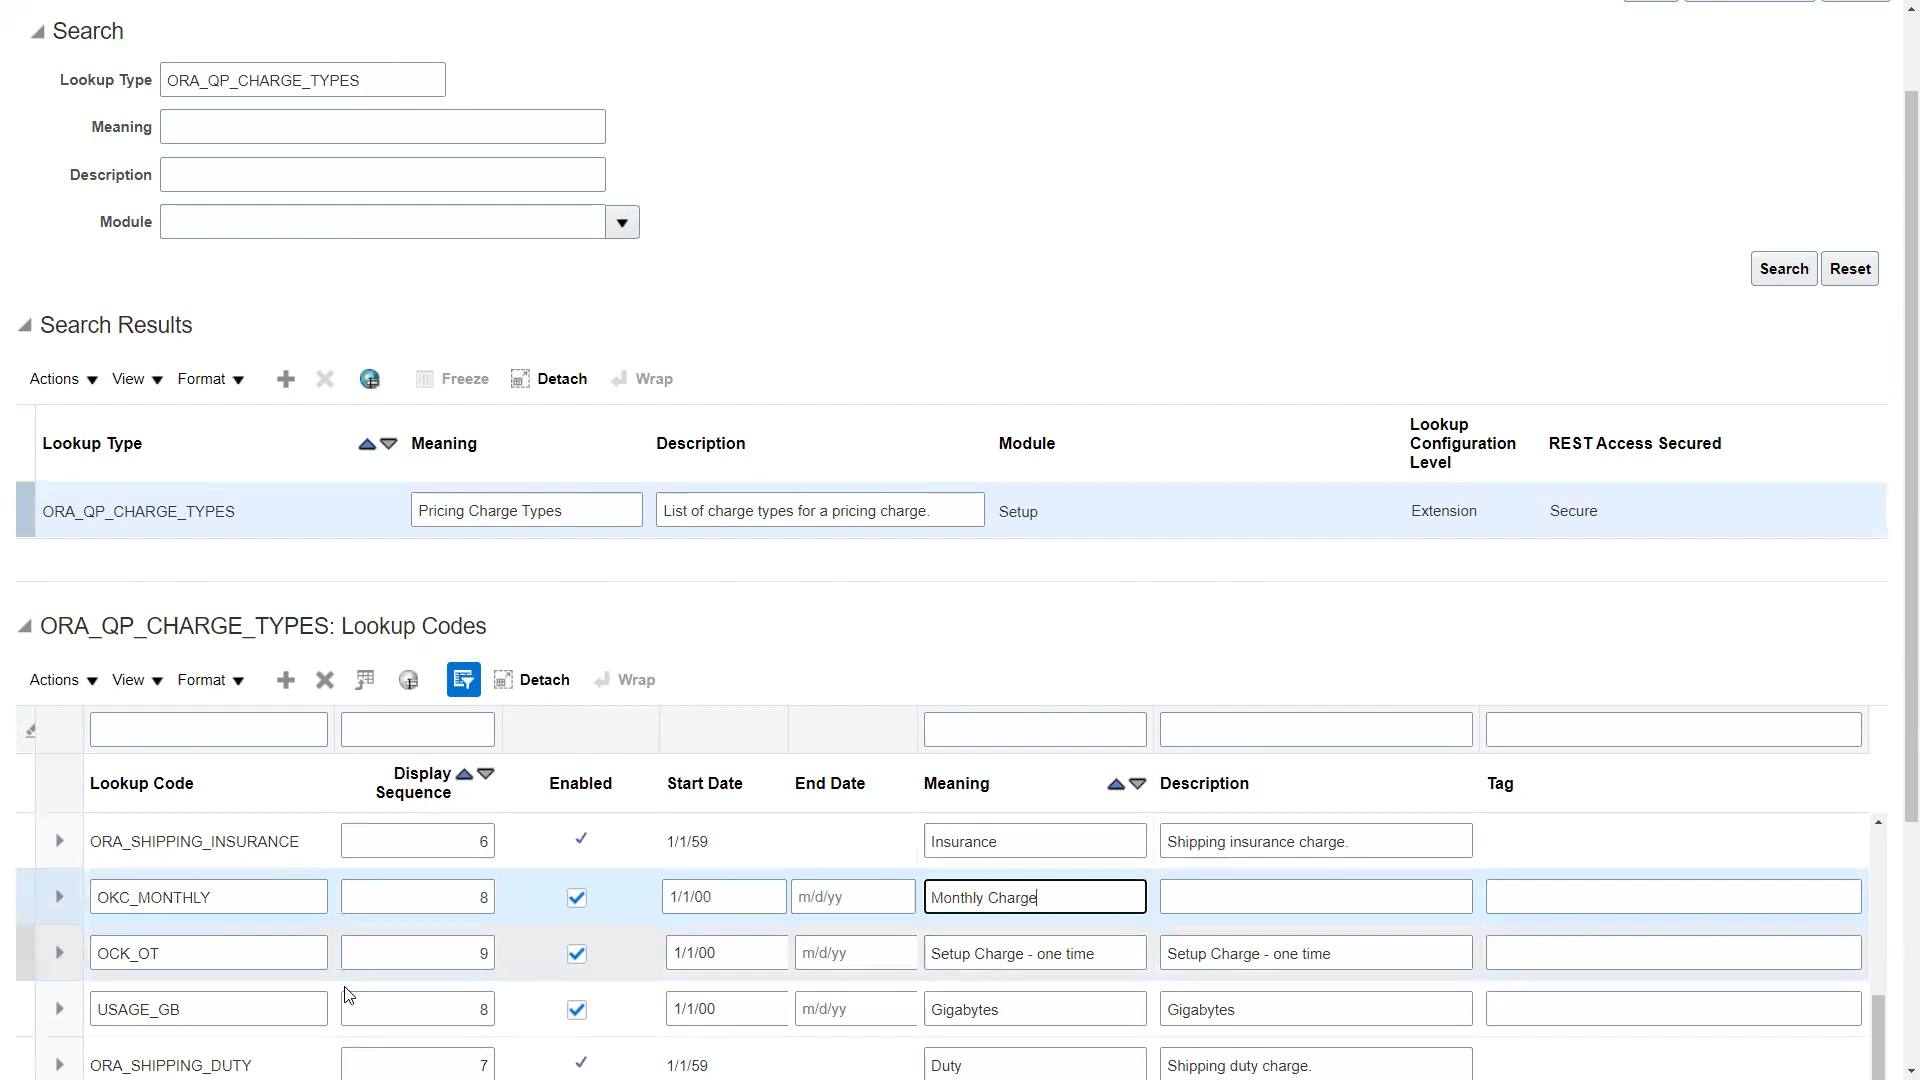 Search
Lookup Type ORA_QP_CHARGE_TYPES
Meaning
Description
Module
Search Reset
Search Results
Actions View Format Freeze Detach Wrap
Lookup Type Meaning Description Module Lookup Configuration Level REST Access Secured
ORA_QP_CHARGE_TYPES Pricing Charge Types List of charge types for a pricing charge. Setup Extension Secure
ORA_QP_CHARGE_TYPES: Lookup Codes
Actions View Format Detach Wrap
Lookup Code Display Sequence Enabled Start Date End Date Meaning Description Tag
ORA_SHIPPING_INSURANCE 6 1/1/59 Insurance Shipping insurance charge.
OKC_MONTHLY 8 1/1/00 m/d/yy Monthly Charge
OCK_OT 9 1/1/00 m/d/yy Setup Charge - one time Setup Charge - one time
USAGE_GB 8 1/1/00 m/d/yy Gigabytes Gigabytes
ORA_SHIPPING_DUTY 7 1/1/59 Duty Shipping duty charge.